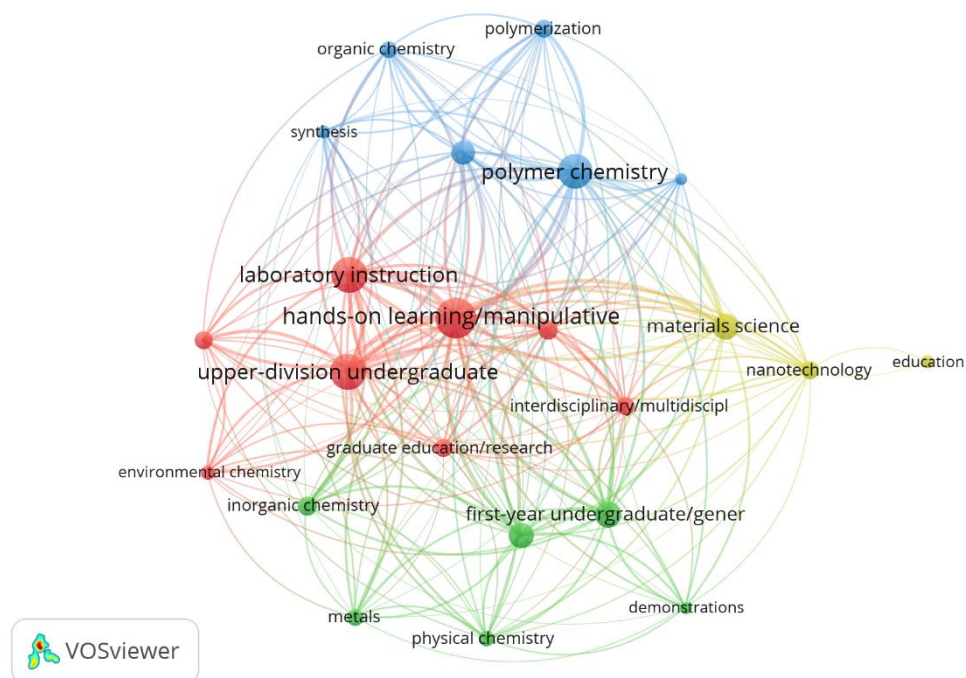 polymerization
organic chemistry
synthesis
polymer chemistry
laboratory instruction
hands-on learning/manipulative
materials science
education
nanotechnology
upper-division undergraduate
interdisciplinary/multidiscipl
graduate education/research
environmental chemistry
inorganic chemistry
first-year undergraduate/gener
demonstrations
metals
physical chemistry
VOSviewer